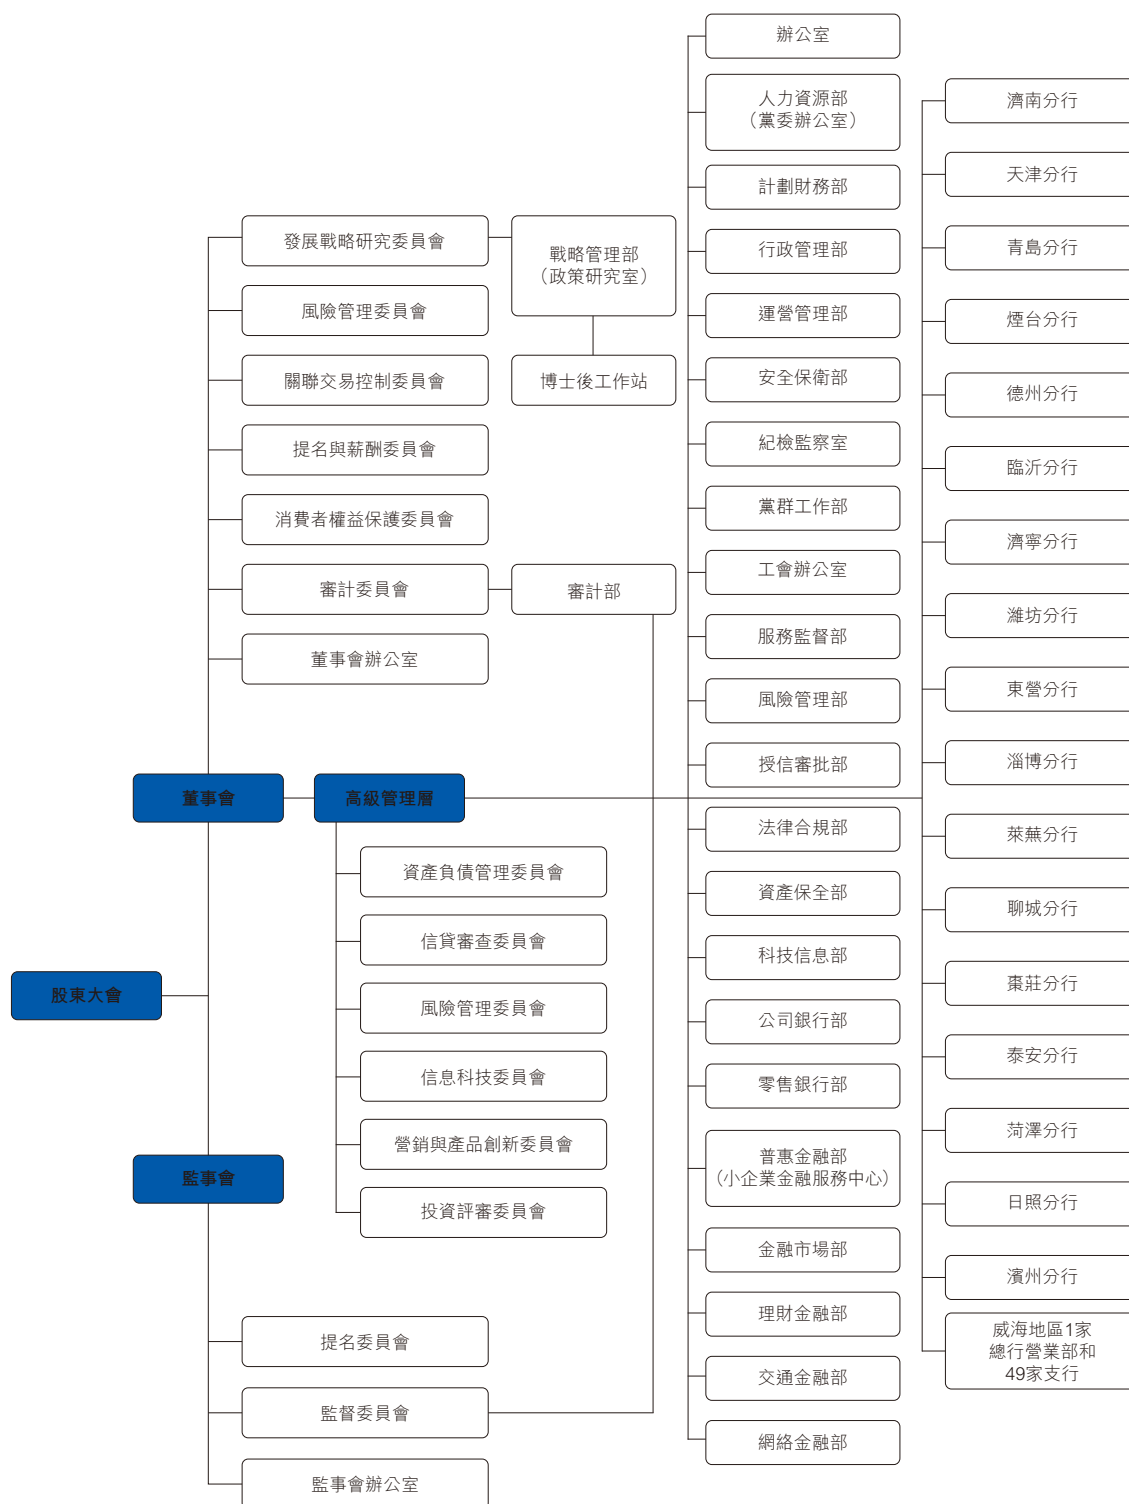 股東大會
董事會
發展戰略研究委員會
風險管理委員會
關聯交易控制委員會
提名與薪酬委員會
消費者權益保護委員會
審計委員會
董事會辦公室
戰略管理部
（政策研究室）
博士後工作站
審計部
高級管理層
資產負債管理委員會
信貸審查委員會
風險管理委員會
信息科技委員會
營銷與產品創新委員會
投資評審委員會
監事會
提名委員會
監督委員會
監事會辦公室
辦公室
人力資源部
（黨委辦公室）
計劃財務部
行政管理部
運營管理部
安全保衛部
紀檢監察室
黨群工作部
工會辦公室
服務監督部
風險管理部
授信審批部
法律合規部
資產保全部
科技信息部
公司銀行部
零售銀行部
普惠金融部
（小企業金融服務中心）
金融市場部
理財金融部
交通金融部
網絡金融部
濟南分行
天津分行
青島分行
煙台分行
德州分行
臨沂分行
濟寧分行
濰坊分行
東營分行
淄博分行
萊蕪分行
聊城分行
棗莊分行
泰安分行
菏澤分行
日照分行
濱州分行
威海地區1家
總行營業部和
49家支行